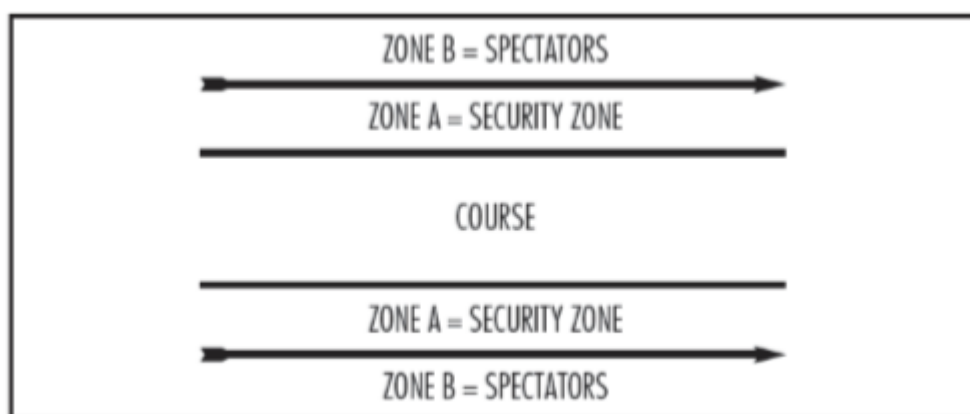 ZONE B = SPECTATORS
ZONE A = SECURITY ZONE
COURSE
ZONE A = SECURITY ZONE
ZONE B = SPECTATORS